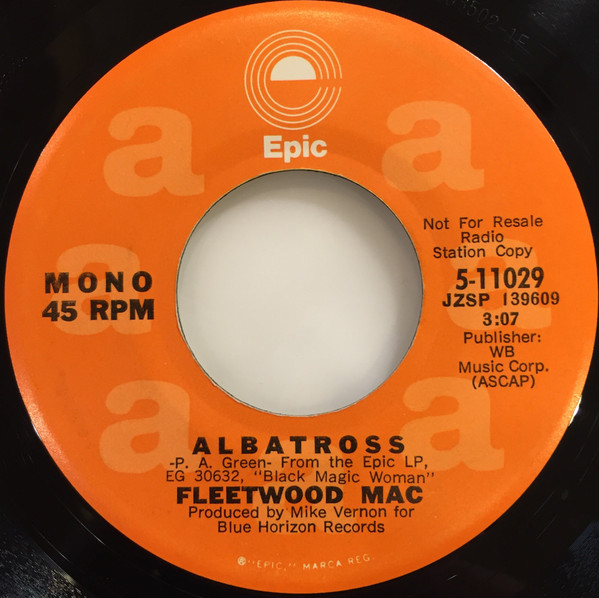 Epic
a a
a a
a a
Not For Resale
Radio
Station Copy
MONO
45 RPM
5-11029
JZSP 139609
3:07
Publisher:
WB
Music Corp.
(ASCAP)
ALBATROSS
-P. A. Green- From the Epic LP,
EG 30632, "Black Magic Woman"
FLEETWOOD MAC
Produced by Mike Vernon for
Blue Horizon Records
"EPIC," MARCA REG.